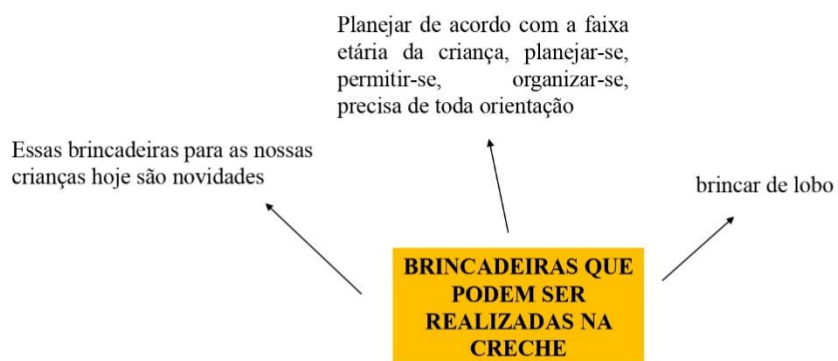 Planejar de acordo com a faixa
etária da criança, planejar-se,
permitir-se, organizar-se,
precisa de toda orientação
Essas brincadeiras para as nossas
crianças hoje são novidades
brincar de lobo
BRINCADEIRAS QUE
PODEM SER
REALIZADAS NA
CRECHE